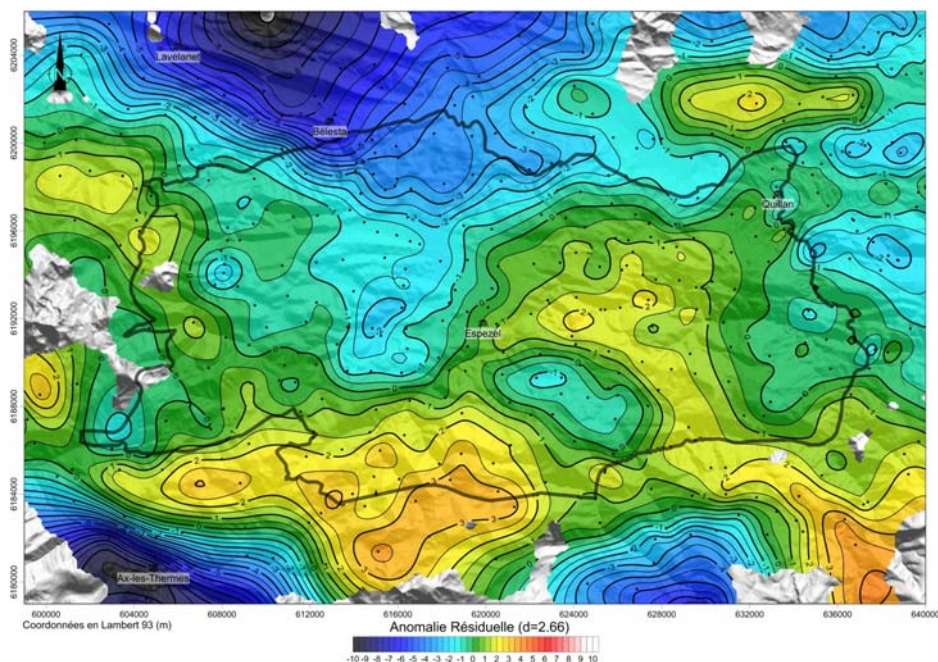 6204000
Lavelanet
N
Bélesta
6200000
Quillan
6196000
6192000
Espezel
6188000
6184000
Ax-les-Thermes
6180000
600000 604000 608000 612000 616000 620000 624000 628000 632000 636000 640000
Coordonnées en Lambert 93 (m)
Anomalie Résiduelle (d=2.66)
-10 -9 -8 -7 -6 -5 -4 -3 -2 -1 0 1 2 3 4 5 6 7 8 9 10